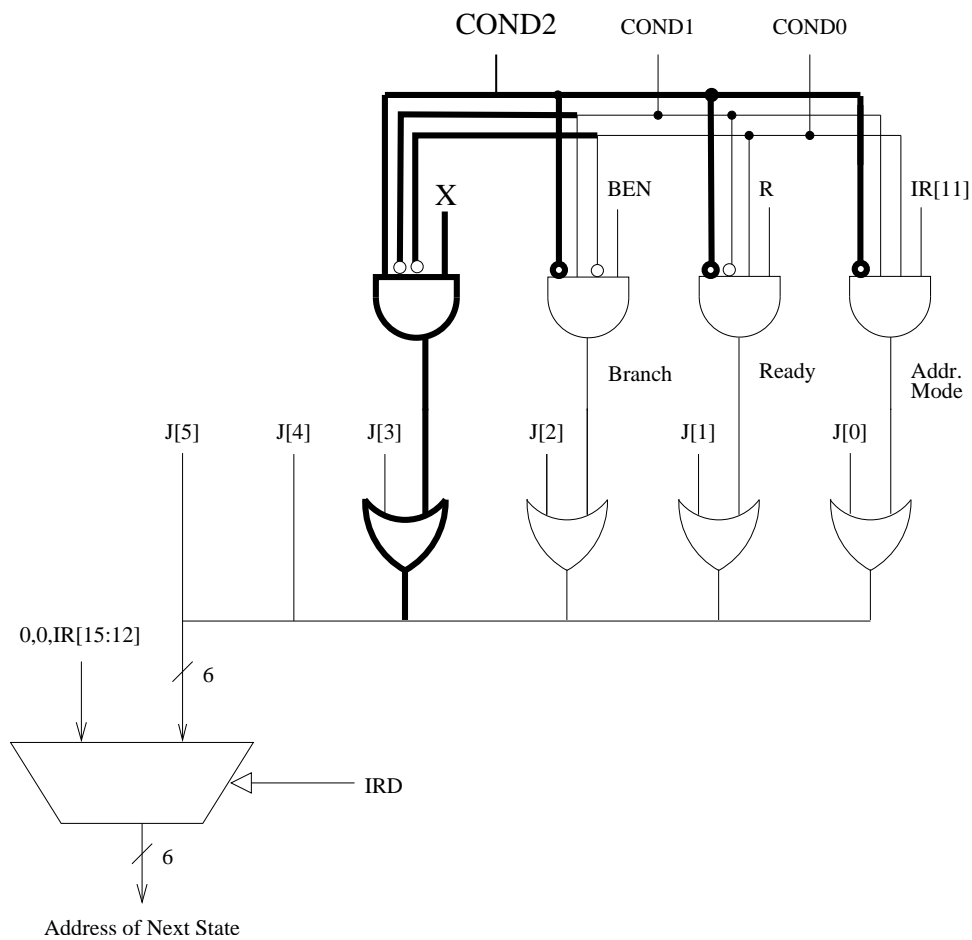 COND2
COND1
COND0
X
BEN
R
IR[11]
Branch
Ready
Addr.
Mode
J[5]
J[4]
J[3]
J[2]
J[1]
J[0]
0,0,IR[15:12]
6
IRD
6
Address of Next State